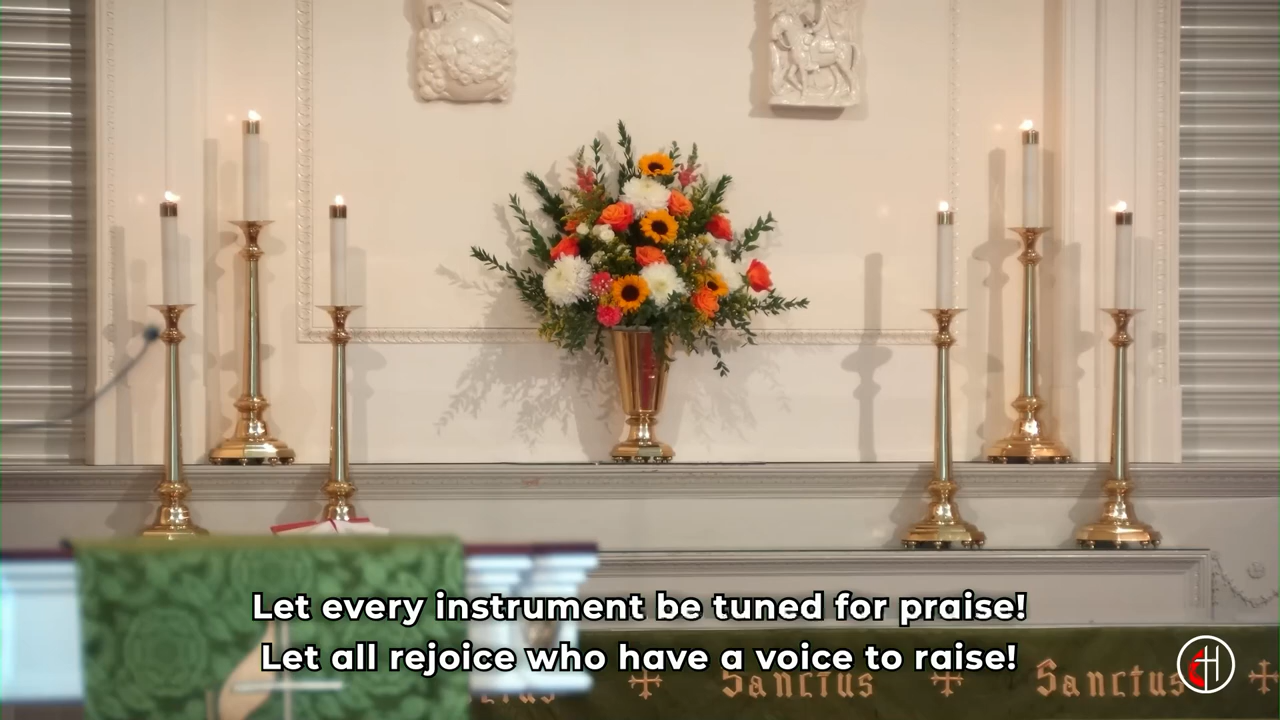 Let every instrument be tuned for praise!
Let all rejoice who have a voice to raise!
Sanctus Sanctus